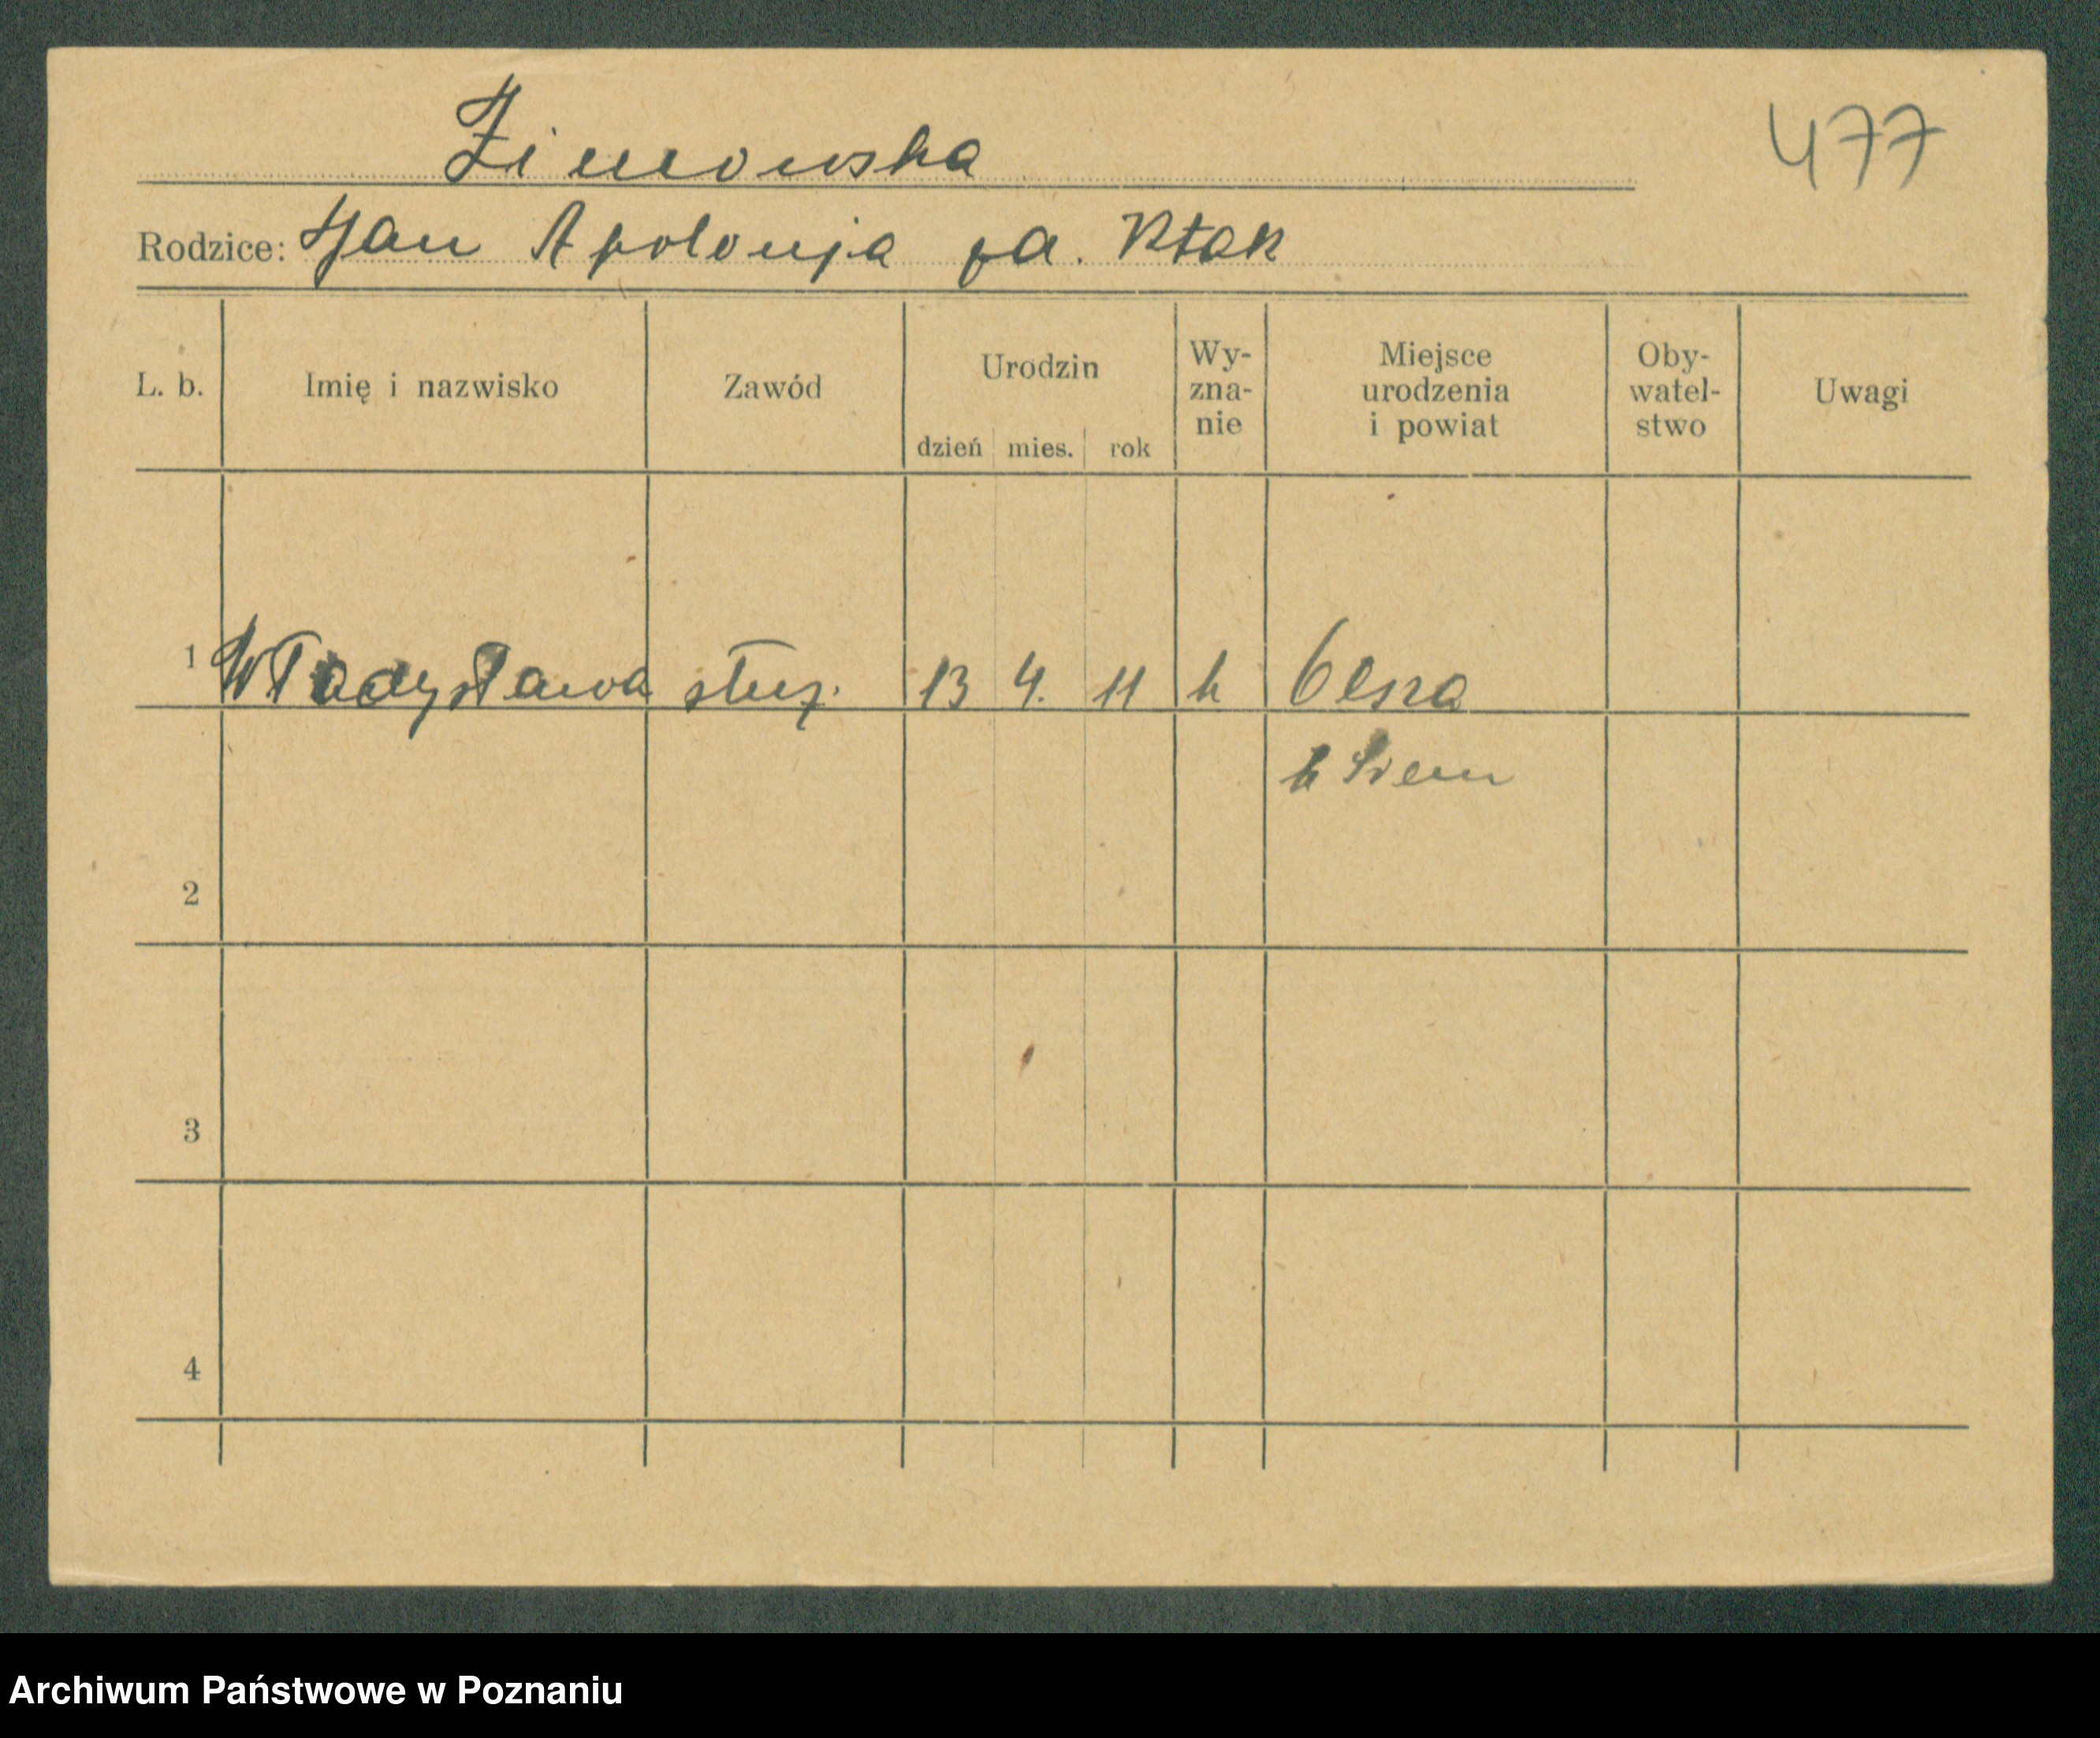 Zimowska
477
Rodzice: Jan Apolonja
L. b. Imię i nazwisko Zawód Urodzin dzień mies. rok Wy-zna-nie Miejsce urodzenia i powiat Oby-watel-stwo Uwagi
1 Władysława służ. 13 4. 11 k
2
3
4
Archiwum Państwowe w Poznaniu